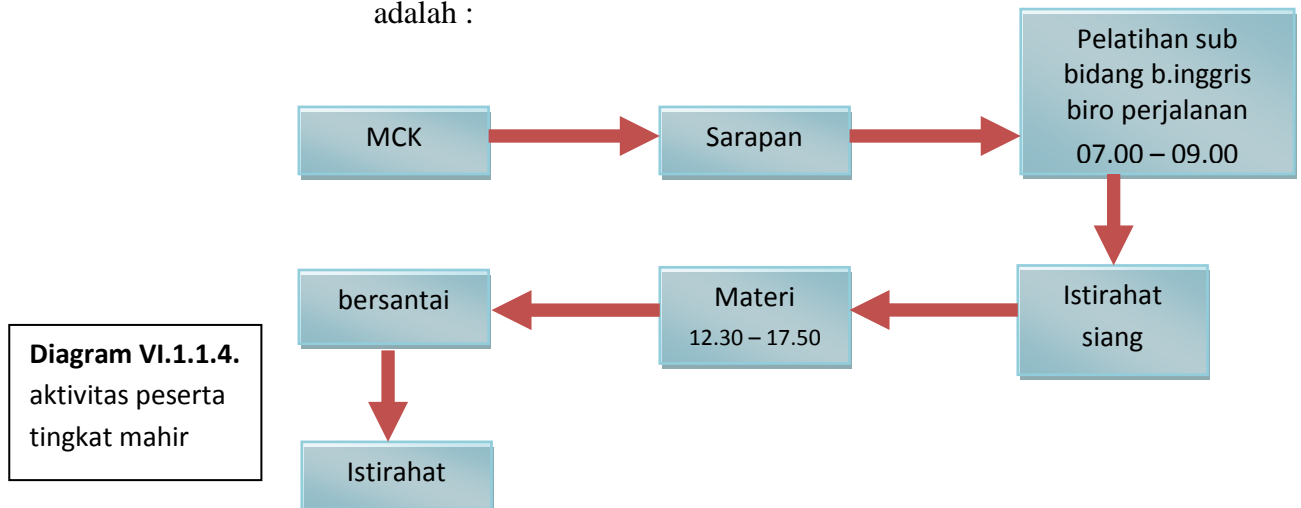 adalah :
MCK
Sarapan
Pelatihan sub
bidang b.inggris
biro perjalanan
07.00 – 09.00
Istirahat
siang
Materi
12.30 – 17.50
bersantai
Istirahat
Diagram VI.1.1.4.
aktivitas peserta
tingkat mahir